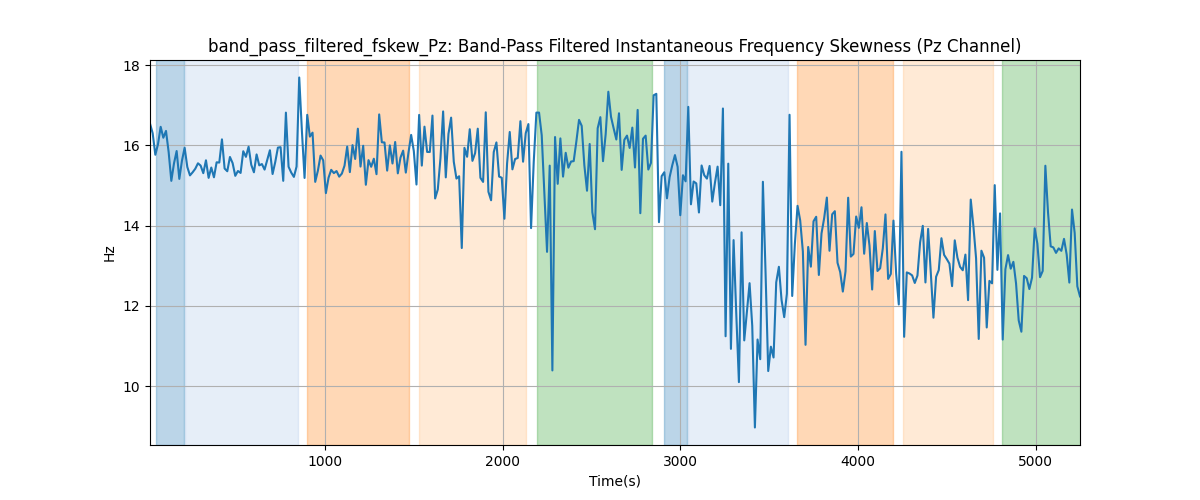 band_pass_filtered_fskew_Pz: Band-Pass Filtered Instantaneous Frequency Skewness (Pz Channel)
18
16
14
12
10
Hz
1000 2000 3000 4000 5000
Time(s)